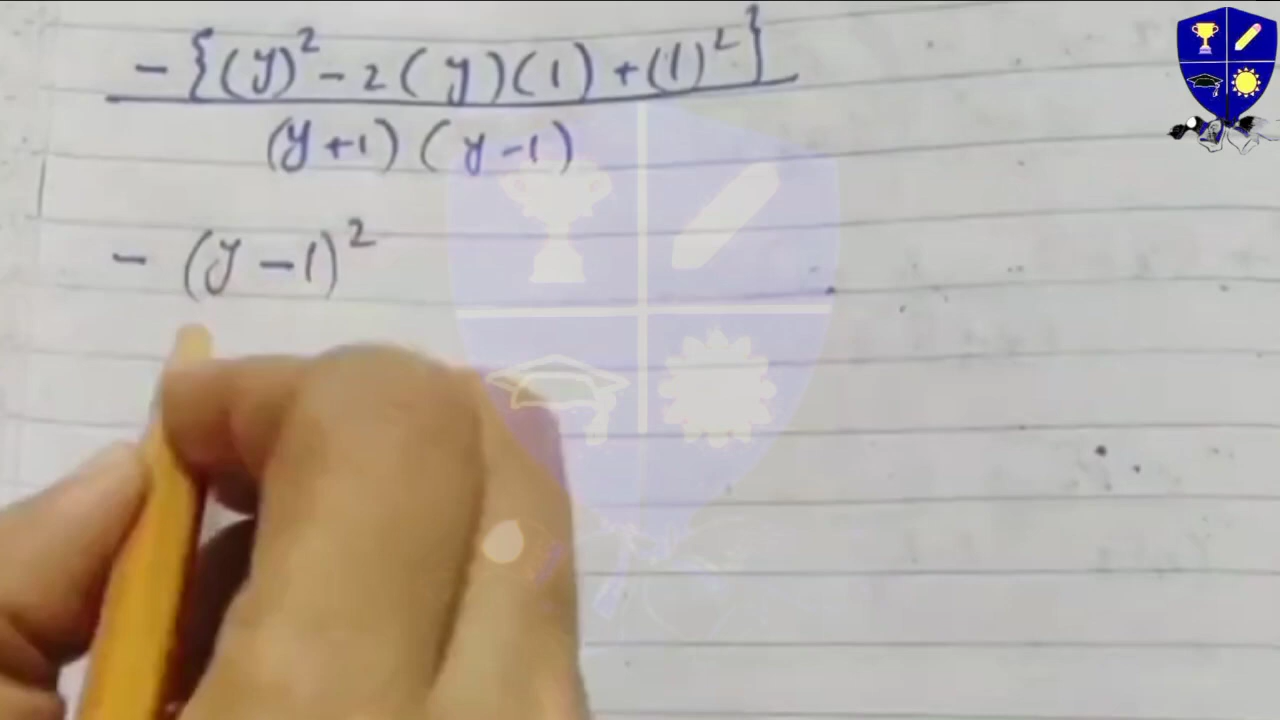 - {(y)² - 2(y)(1) + (1)²}
(y+1) (y-1)
- (y-1)²